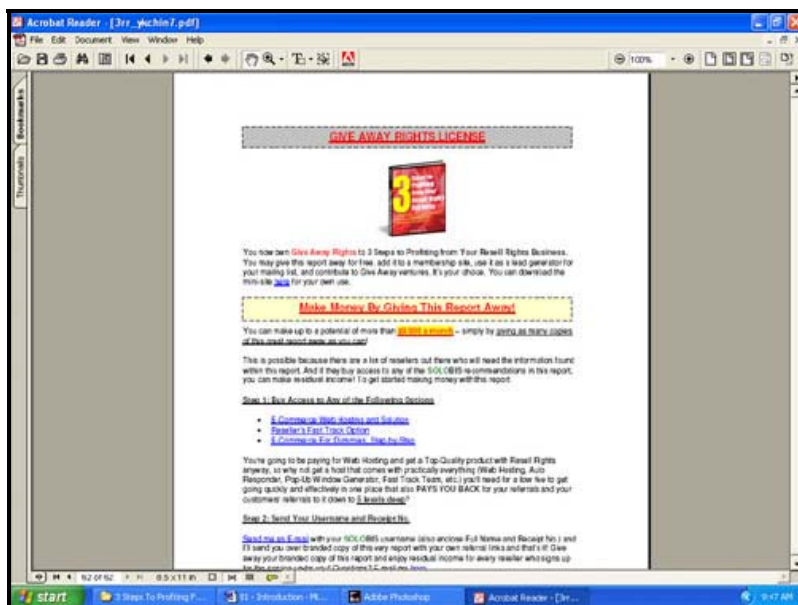 Acrobat Reader - [3rr_ykchin7.pdf]
File Edit Document View Window Help
100%
Bookmarks
Thumbnails
GIVE AWAY RIGHTS LICENSE
3
You now own Give Away Rights to 3 Steps to Profiting from Your Resell Rights Business.
You may give this report away for free, add it to a membership site, use it as a lead generator for
your mailing list, and contribute to Give Away ventures. It's your choice. You can download the
mini-site here for your own use.
Make Money By Giving This Report Away!
You can make up to a potential of more than a month – simply by giving as many copies
of this great report away as you can!
This is possible because there are a lot of resellers out there who will need the information found
within this report. And if they buy access to any of the SOLOBIS recommendations in this report,
you can make residual income! To get started making money with this report:
Step 1: Buy Access to Any of the Following Options
• E-Commerce Web Hosting and Solution
• Reseller's Fast Track Option
• E-Commerce For Dummies, Step-by-Step
You're going to be paying for Web Hosting and get a Top-Quality product with Resell Rights
anyway, so why not get a host that comes with practically everything (Web Hosting, Auto
Responder, Pop-Up Window Generator, Fast Track Team, etc.) you'll need for a low fee to get
going quickly and effectively in one place that also PAYS YOU BACK for your referrals and your
customers' referrals to it down to 5 levels deep?
Step 2: Send Your Username and Receipt No.
Send me an E-mail with your SOLOBIS username (also enclose Full Name and Receipt No.) and
I'll send you over branded copy of this very report with your own referral links and that's it! Give
away your branded copy of this report and enjoy residual income for every reseller who signs up
62 of 62
8.5 x 11 in
start
3 Steps To Profiting F...
01 - Introduction - Mi...
Adobe Photoshop
Acrobat Reader - [3rr...
9:47 AM